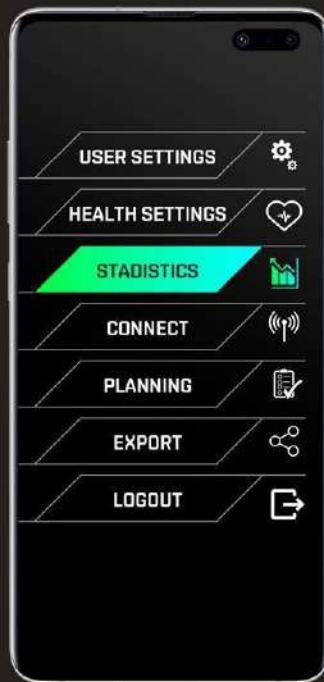 USER SETTINGS
HEALTH SETTINGS
STADISTICS
CONNECT
PLANNING
EXPORT
LOGOUT